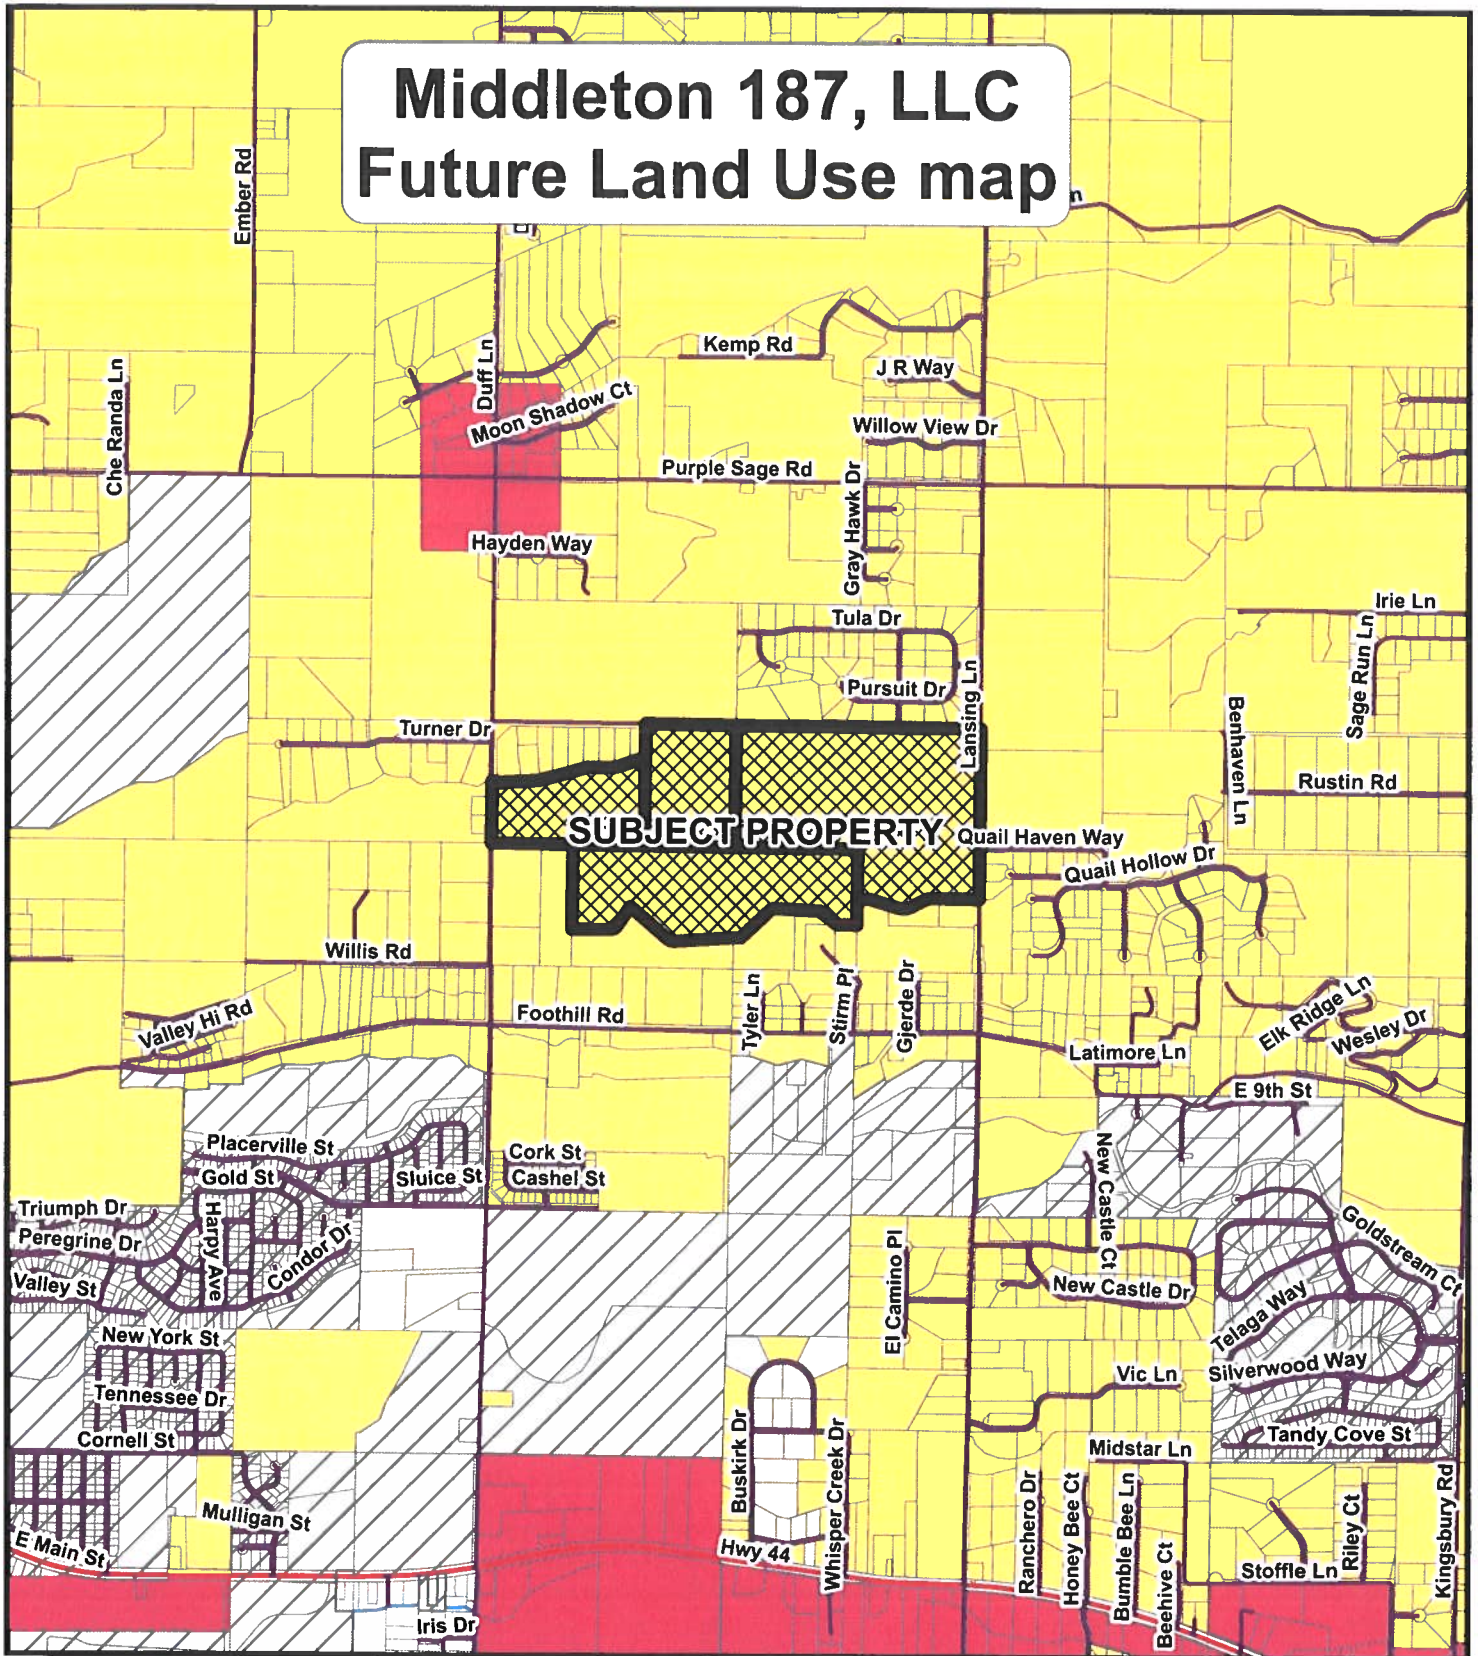 Middleton 187, LLC
Future Land Use map
Ember Rd
Kemp Rd
Duff Ln
J R Way
Che Randa Ln
Moon Shadow Ct
Willow View Dr
Purple Sage Rd
Gray Hawk Dr
Hayden Way
Irie Ln
Tula Dr
Sage Run Ln
Pursuit Dr
Lansing Ln
Turner Dr
Benhaven Ln
Rustin Rd
SUBJECT PROPERTY
Quail Haven Way
Quail Hollow Dr
Willis Rd
Tyler Ln
Stirm Pl
Gjerde Dr
Elk Ridge Ln
Valley Hi Rd
Foothill Rd
Wesley Dr
Latimore Ln
E 9th St
Placerville St
Cork St
Gold St
Sluice St
Cashel St
New Castle Ct
Triumph Dr
Harpy Ave
Peregrine Dr
Condor Dr
Goldstream Ct
El Camino Pl
Valley St
New Castle Dr
Telaga Way
New York St
Vic Ln
Silverwood Way
Tennessee Dr
Cornell St
Buskirk Dr
Whisper Creek Dr
Midstar Ln
Tandy Cove St
Mulligan St
Ranchero Dr
Honey Bee Ct
Bumble Bee Ln
Beehive Ct
Riley Ct
Kingsbury Rd
E Main St
Hwy 44
Stoffle Ln
Iris Dr